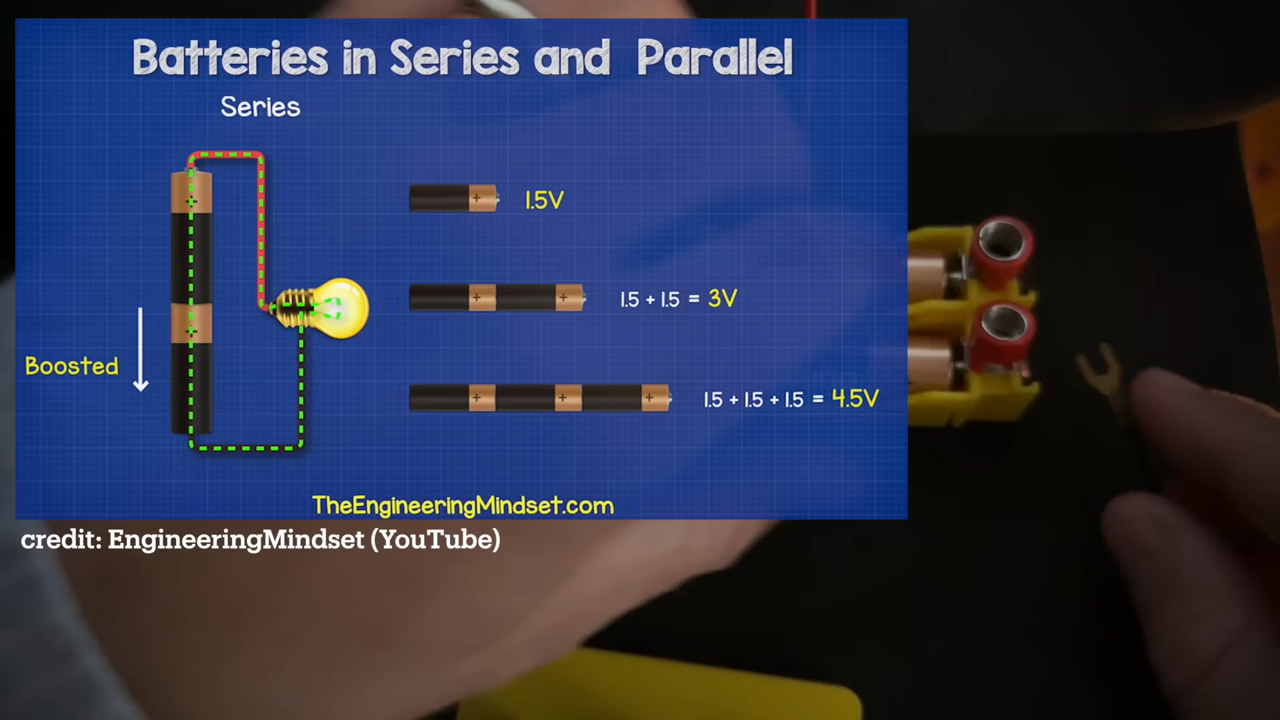 Batteries in Series and Parallel
Series
1.5V
1.5 + 1.5 = 3V
Boosted
1.5 + 1.5 + 1.5 = 4.5V
TheEngineeringMindset.com
credit: EngineeringMindset (YouTube)